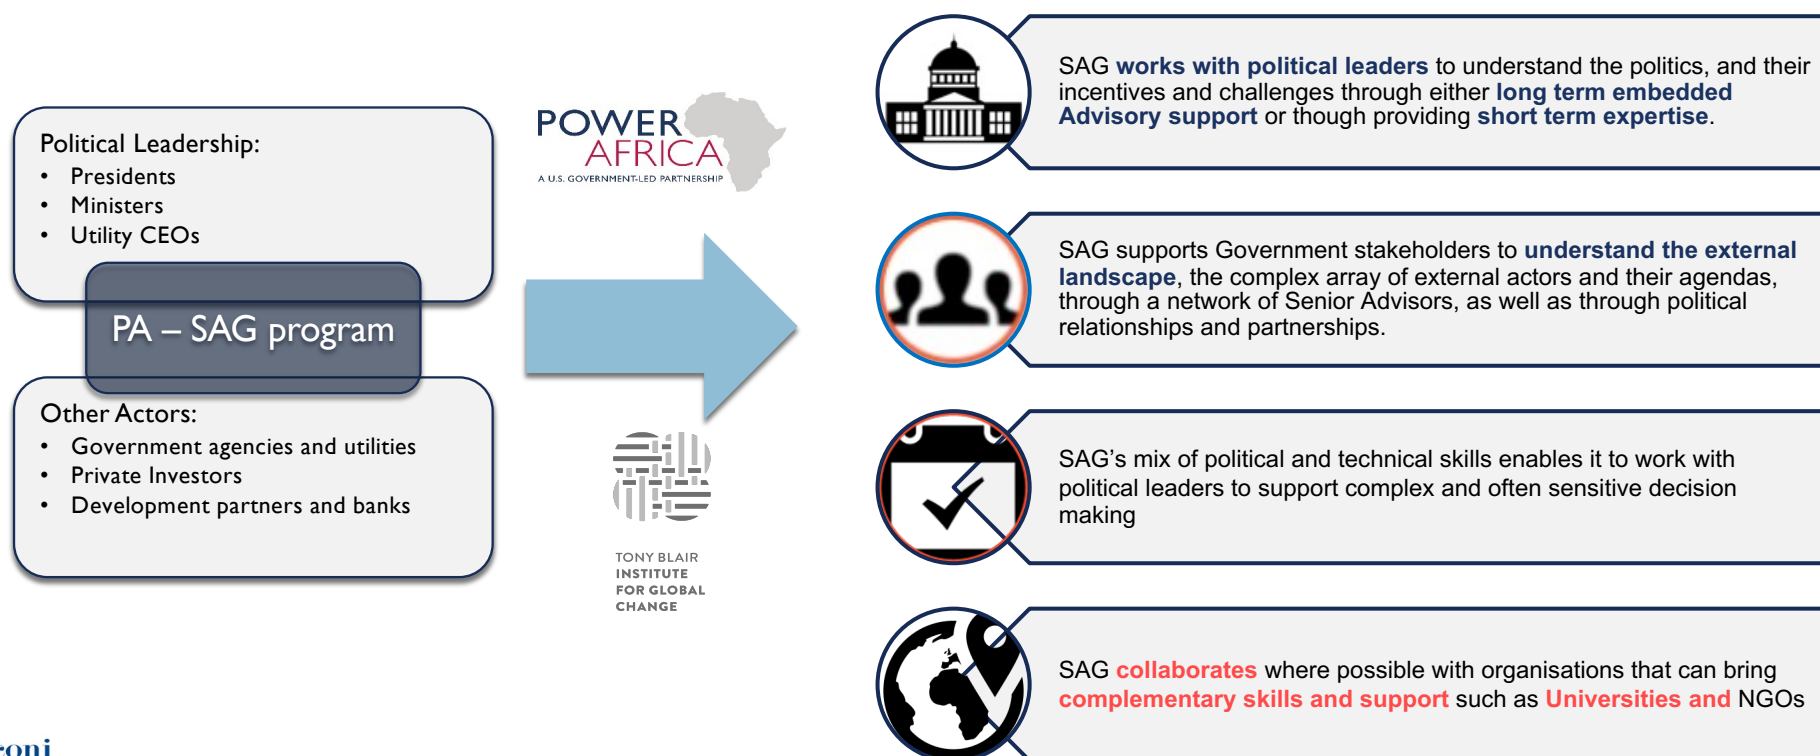 Political Leadership:
• Presidents
• Ministers
• Utility CEOs
PA – SAG program
Other Actors:
• Government agencies and utilities
• Private Investors
• Development partners and banks
POWER
AFRICA
A U.S. GOVERNMENT-LED PARTNERSHIP
TONY BLAIR
INSTITUTE
FOR GLOBAL
CHANGE
SAG works with political leaders to understand the politics, and their
incentives and challenges through either long term embedded
Advisory support or though providing short term expertise.
SAG supports Government stakeholders to understand the external
landscape, the complex array of external actors and their agendas,
through a network of Senior Advisors, as well as through political
relationships and partnerships.
SAG’s mix of political and technical skills enables it to work with
political leaders to support complex and often sensitive decision
making
SAG collaborates where possible with organisations that can bring
complementary skills and support such as Universities and NGOs